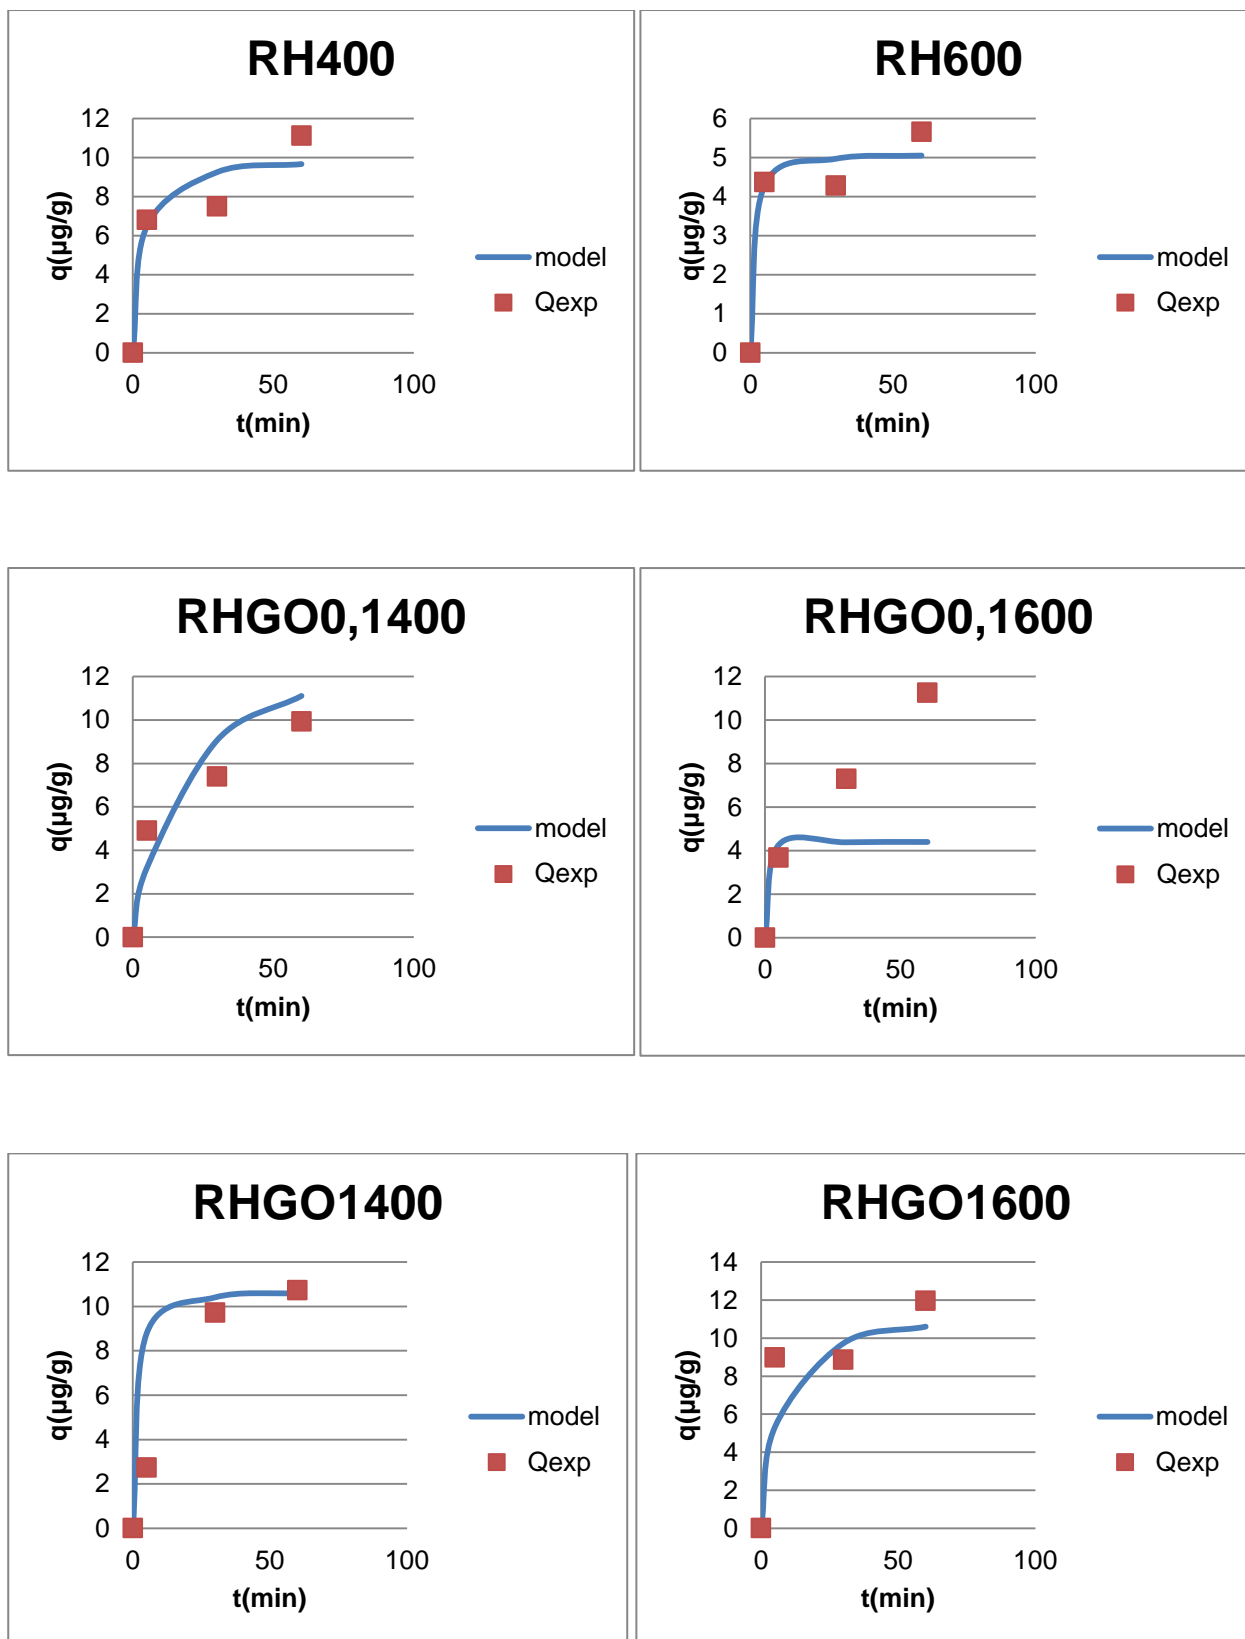 RH400
12
10
8
6
4
2
0
q(µg/g)
0 50 100
t(min)
model
Qexp
RH600
6
5
4
3
2
1
0
q(µg/g)
0 50 100
t(min)
model
Qexp
RHGO0,1400
12
10
8
6
4
2
0
q(µg/g)
0 50 100
t(min)
model
Qexp
RHGO0,1600
12
10
8
6
4
2
0
q(µg/g)
0 50 100
t(min)
model
Qexp
RHGO1400
12
10
8
6
4
2
0
q(µg/g)
0 50 100
t(min)
model
Qexp
RHGO1600
14
12
10
8
6
4
2
0
q(µg/g)
0 50 100
t(min)
model
Qexp